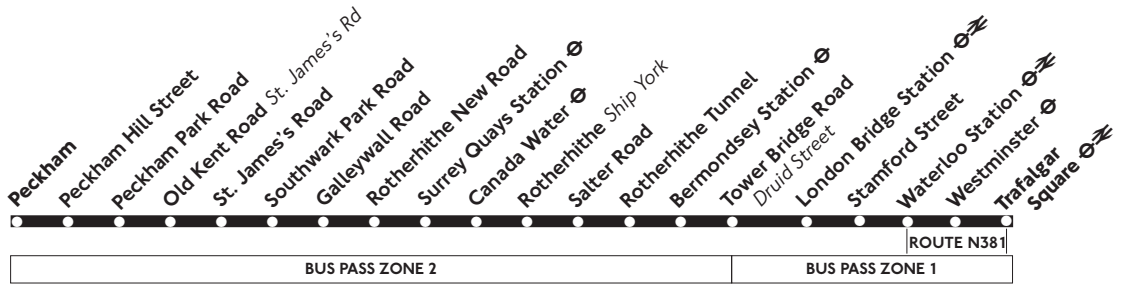 Peckham
Peckham Hill Street
Peckham Park Road
Old Kent Road St. James's Rd
St. James's Road
Southwark Park Road
Galleywall Road
Rotherhithe New Road
Surrey Quays Station
Canada Water
Rotherhithe Ship York
Salter Road
Rotherhithe Tunnel
Bermondsey Station
Tower Bridge Road
Druid Street
London Bridge Station
Stamford Street
Waterloo Station
Westminster
Trafalgar
Square
ROUTE N381
BUS PASS ZONE 2
BUS PASS ZONE 1